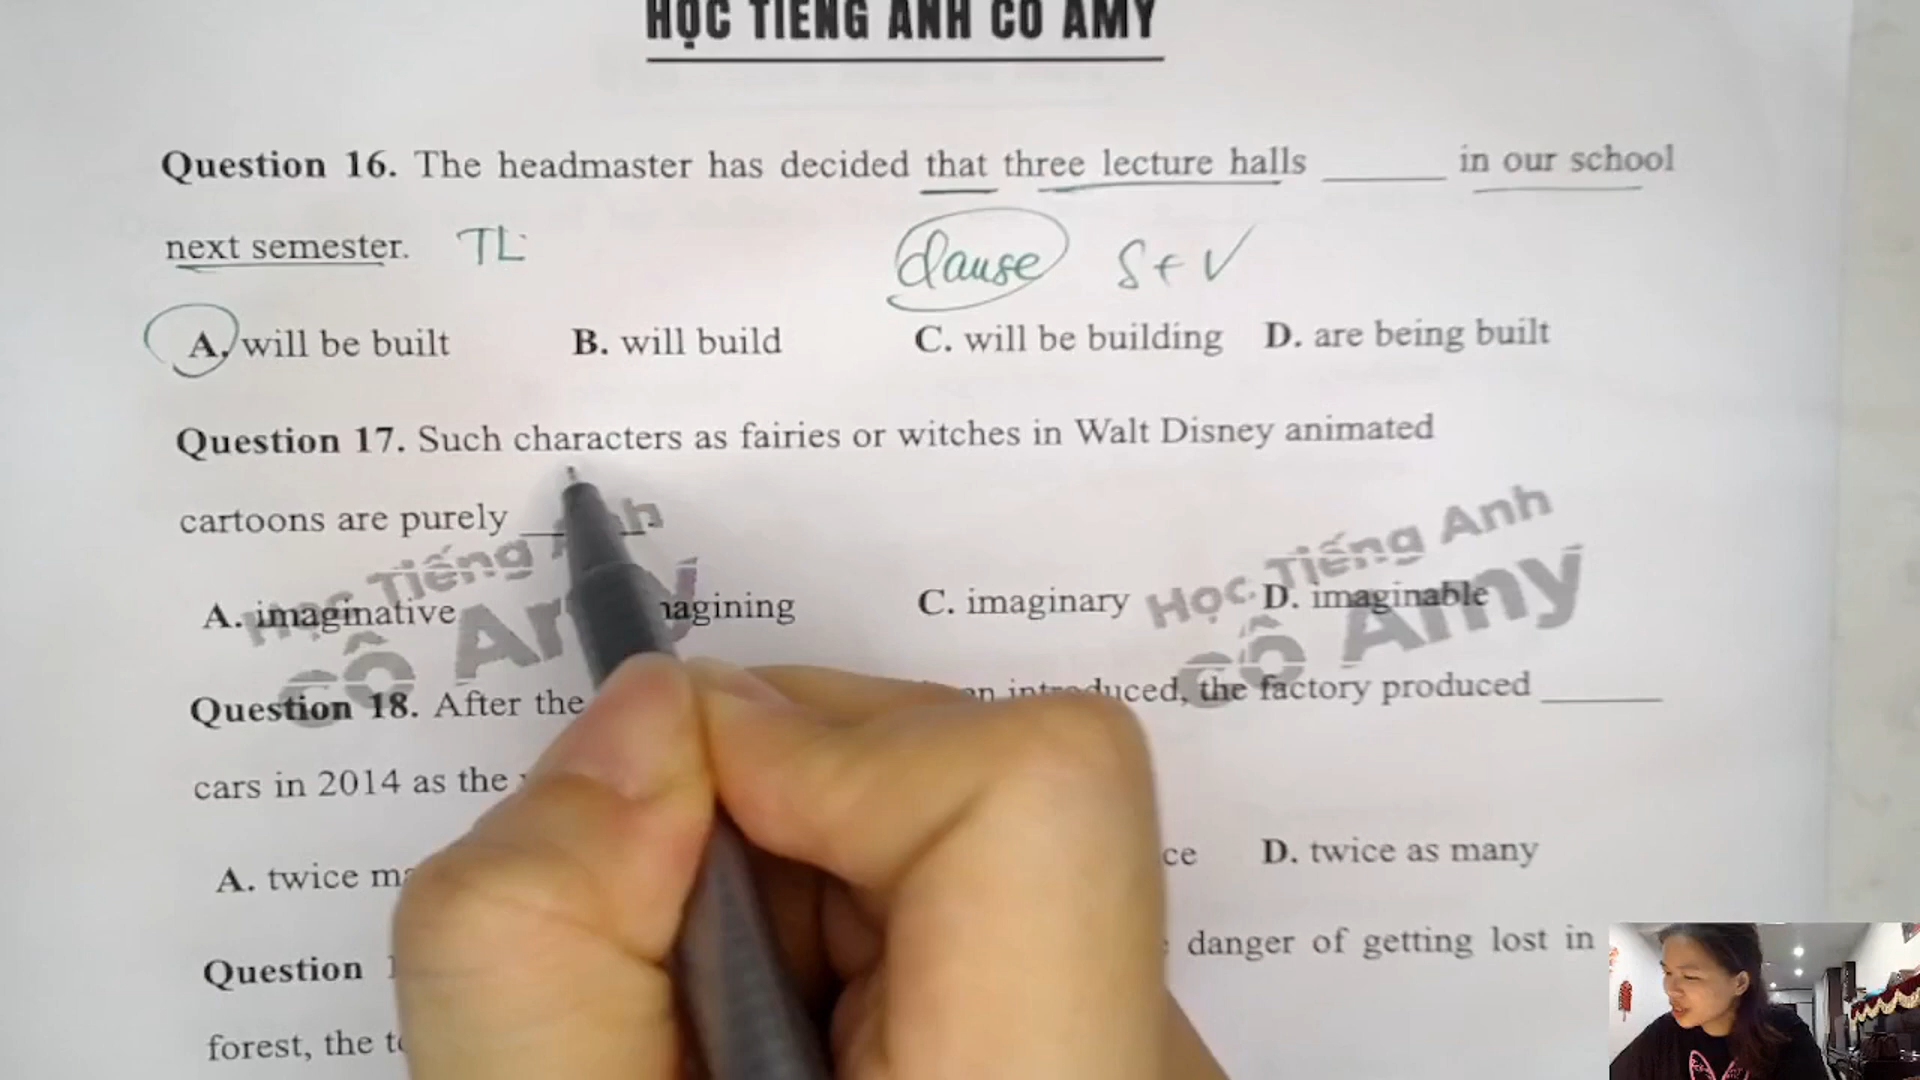 HỌC TIẾNG ANH CÔ AMY
Question 16. The headmaster has decided that three lecture halls ______ in our school
next semester. TL
clause S + V
A. will be built B. will build C. will be building D. are being built
Question 17. Such characters as fairies or witches in Walt Disney animated
cartoons are purely
A. imaginative C. imaginary D. imaginable
Học Tiếng Anh
cô Amy
Học Tiếng Anh
cô Amy
Question 18. After the introduced, the factory produced ______
cars in 2014 as the
A. twice D. twice as many
Question danger of getting lost in
forest, the